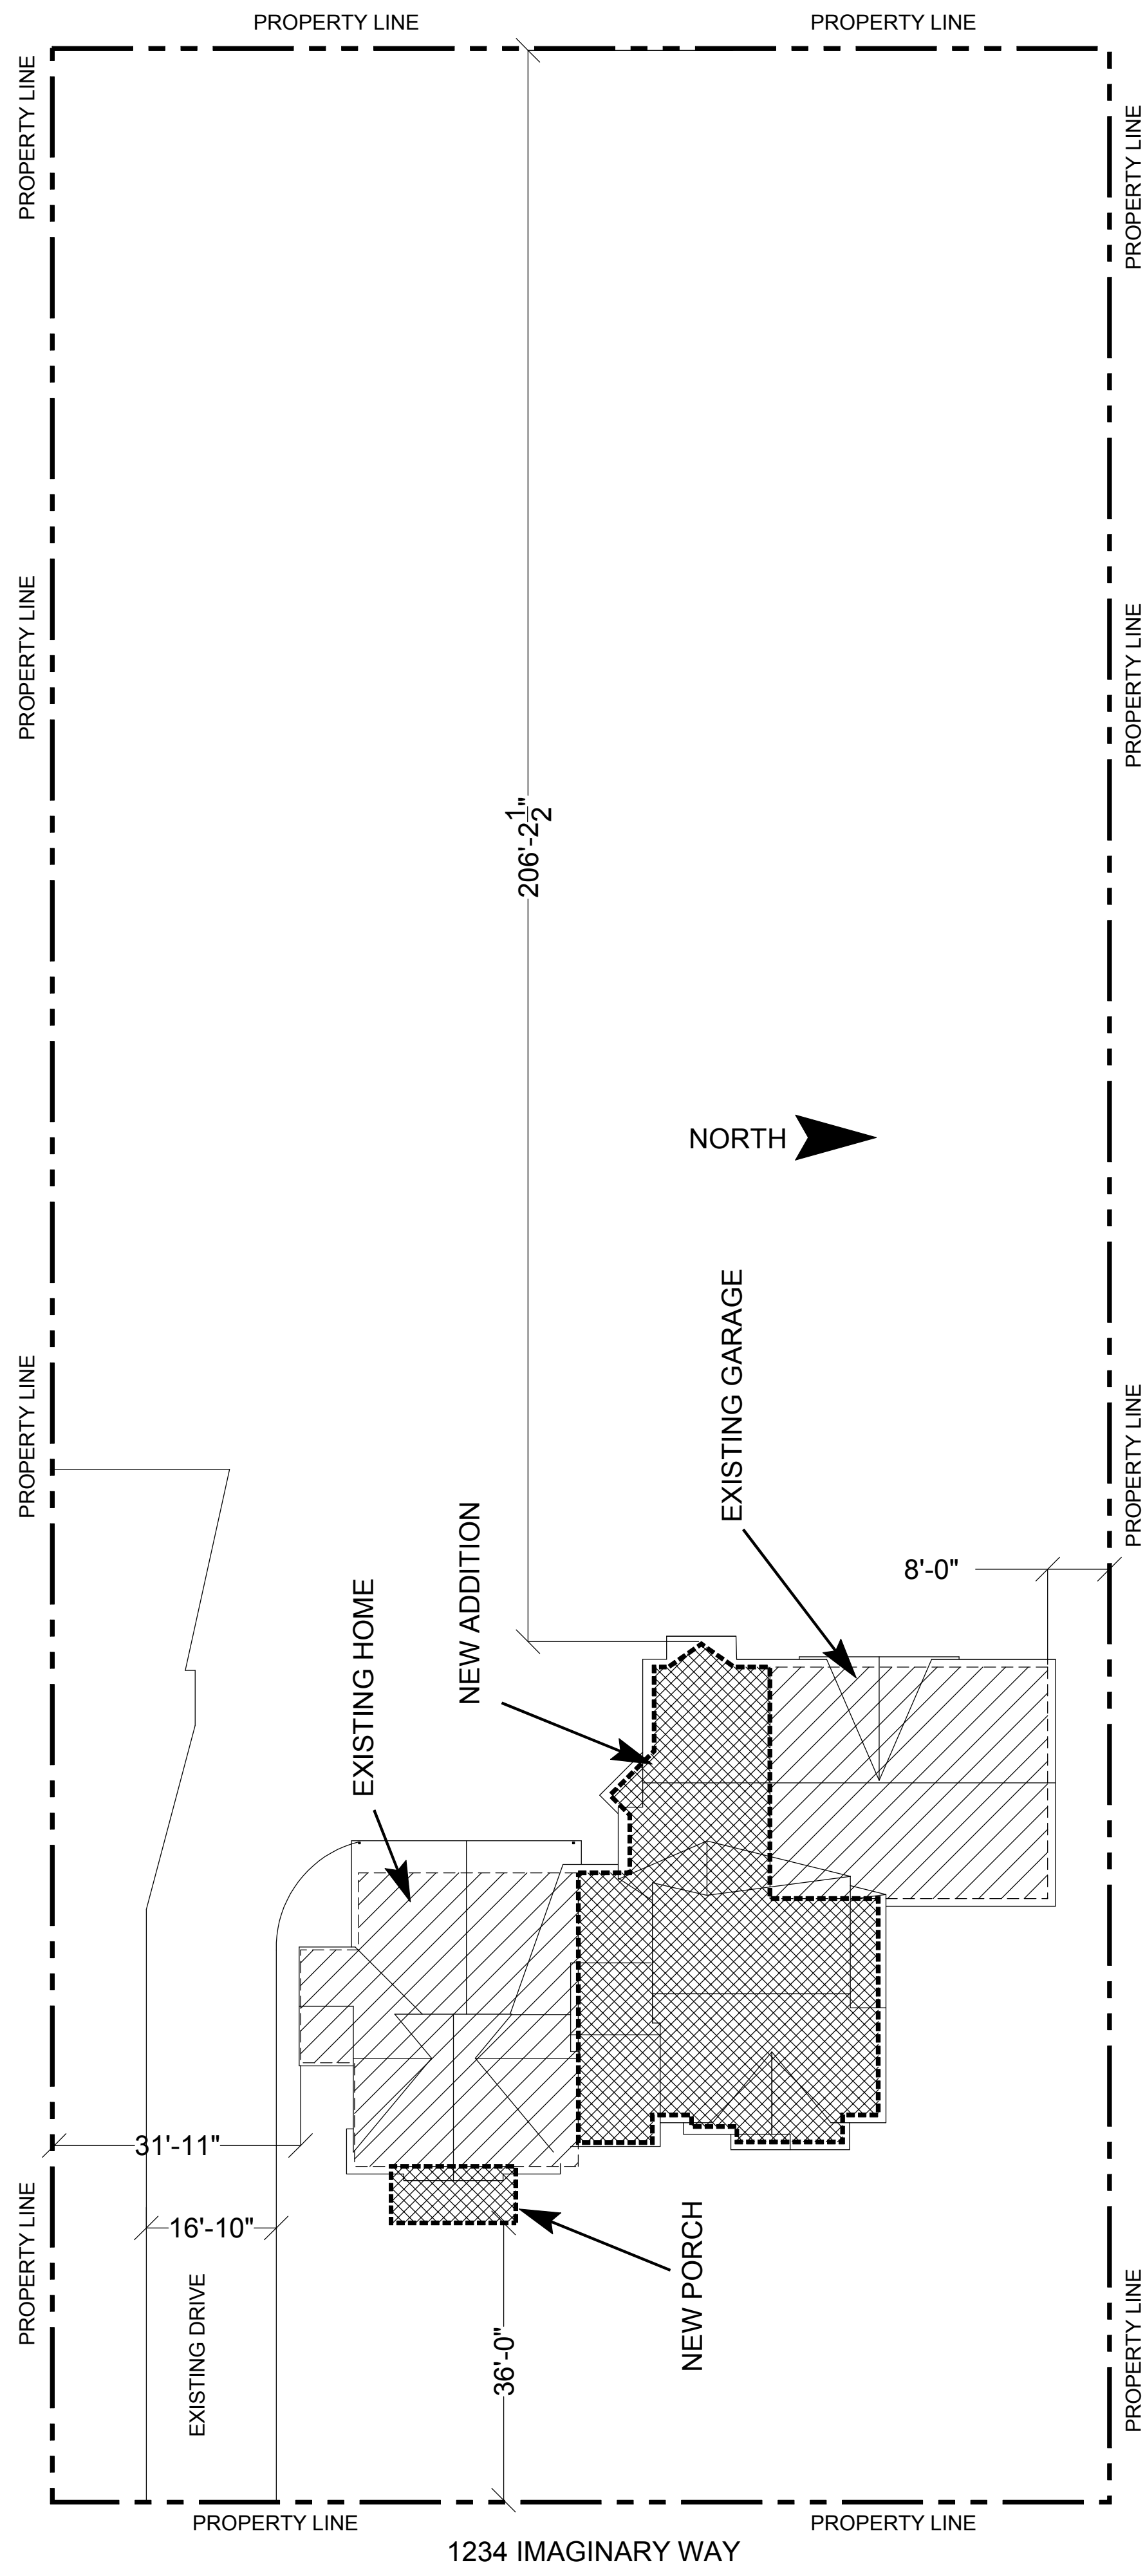 PROPERTY LINE
PROPERTY LINE
PROPERTY LINE
PROPERTY LINE
PROPERTY LINE
PROPERTY LINE
206'-2 1/2"
NORTH
EXISTING GARAGE
PROPERTY LINE
PROPERTY LINE
NEW ADDITION
8'-0"
EXISTING HOME
31'-11"
16'-10"
NEW PORCH
PROPERTY LINE
PROPERTY LINE
EXISTING DRIVE
36'-0"
PROPERTY LINE
PROPERTY LINE
1234 IMAGINARY WAY